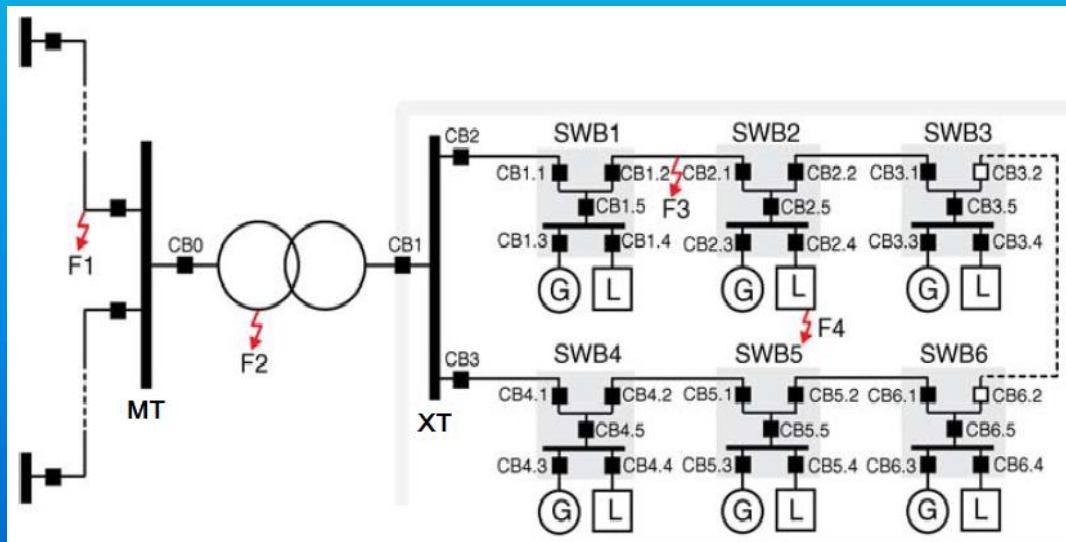 CB2
SWB1
SWB2
SWB3
CB1.1
CB1.2
CB2.1
CB2.2
CB3.1
CB3.2
F3
CB1.5
CB2.5
CB3.5
CB1.3
CB1.4
CB2.3
CB2.4
CB3.3
CB3.4
G
L
G
L
G
L
F1
CB0
CB1
F2
F4
MT
XT
CB3
SWB4
SWB5
SWB6
CB4.1
CB4.2
CB5.1
CB5.2
CB6.1
CB6.2
CB4.5
CB5.5
CB6.5
CB4.3
CB4.4
CB5.3
CB5.4
CB6.3
CB6.4
G
L
G
L
G
L